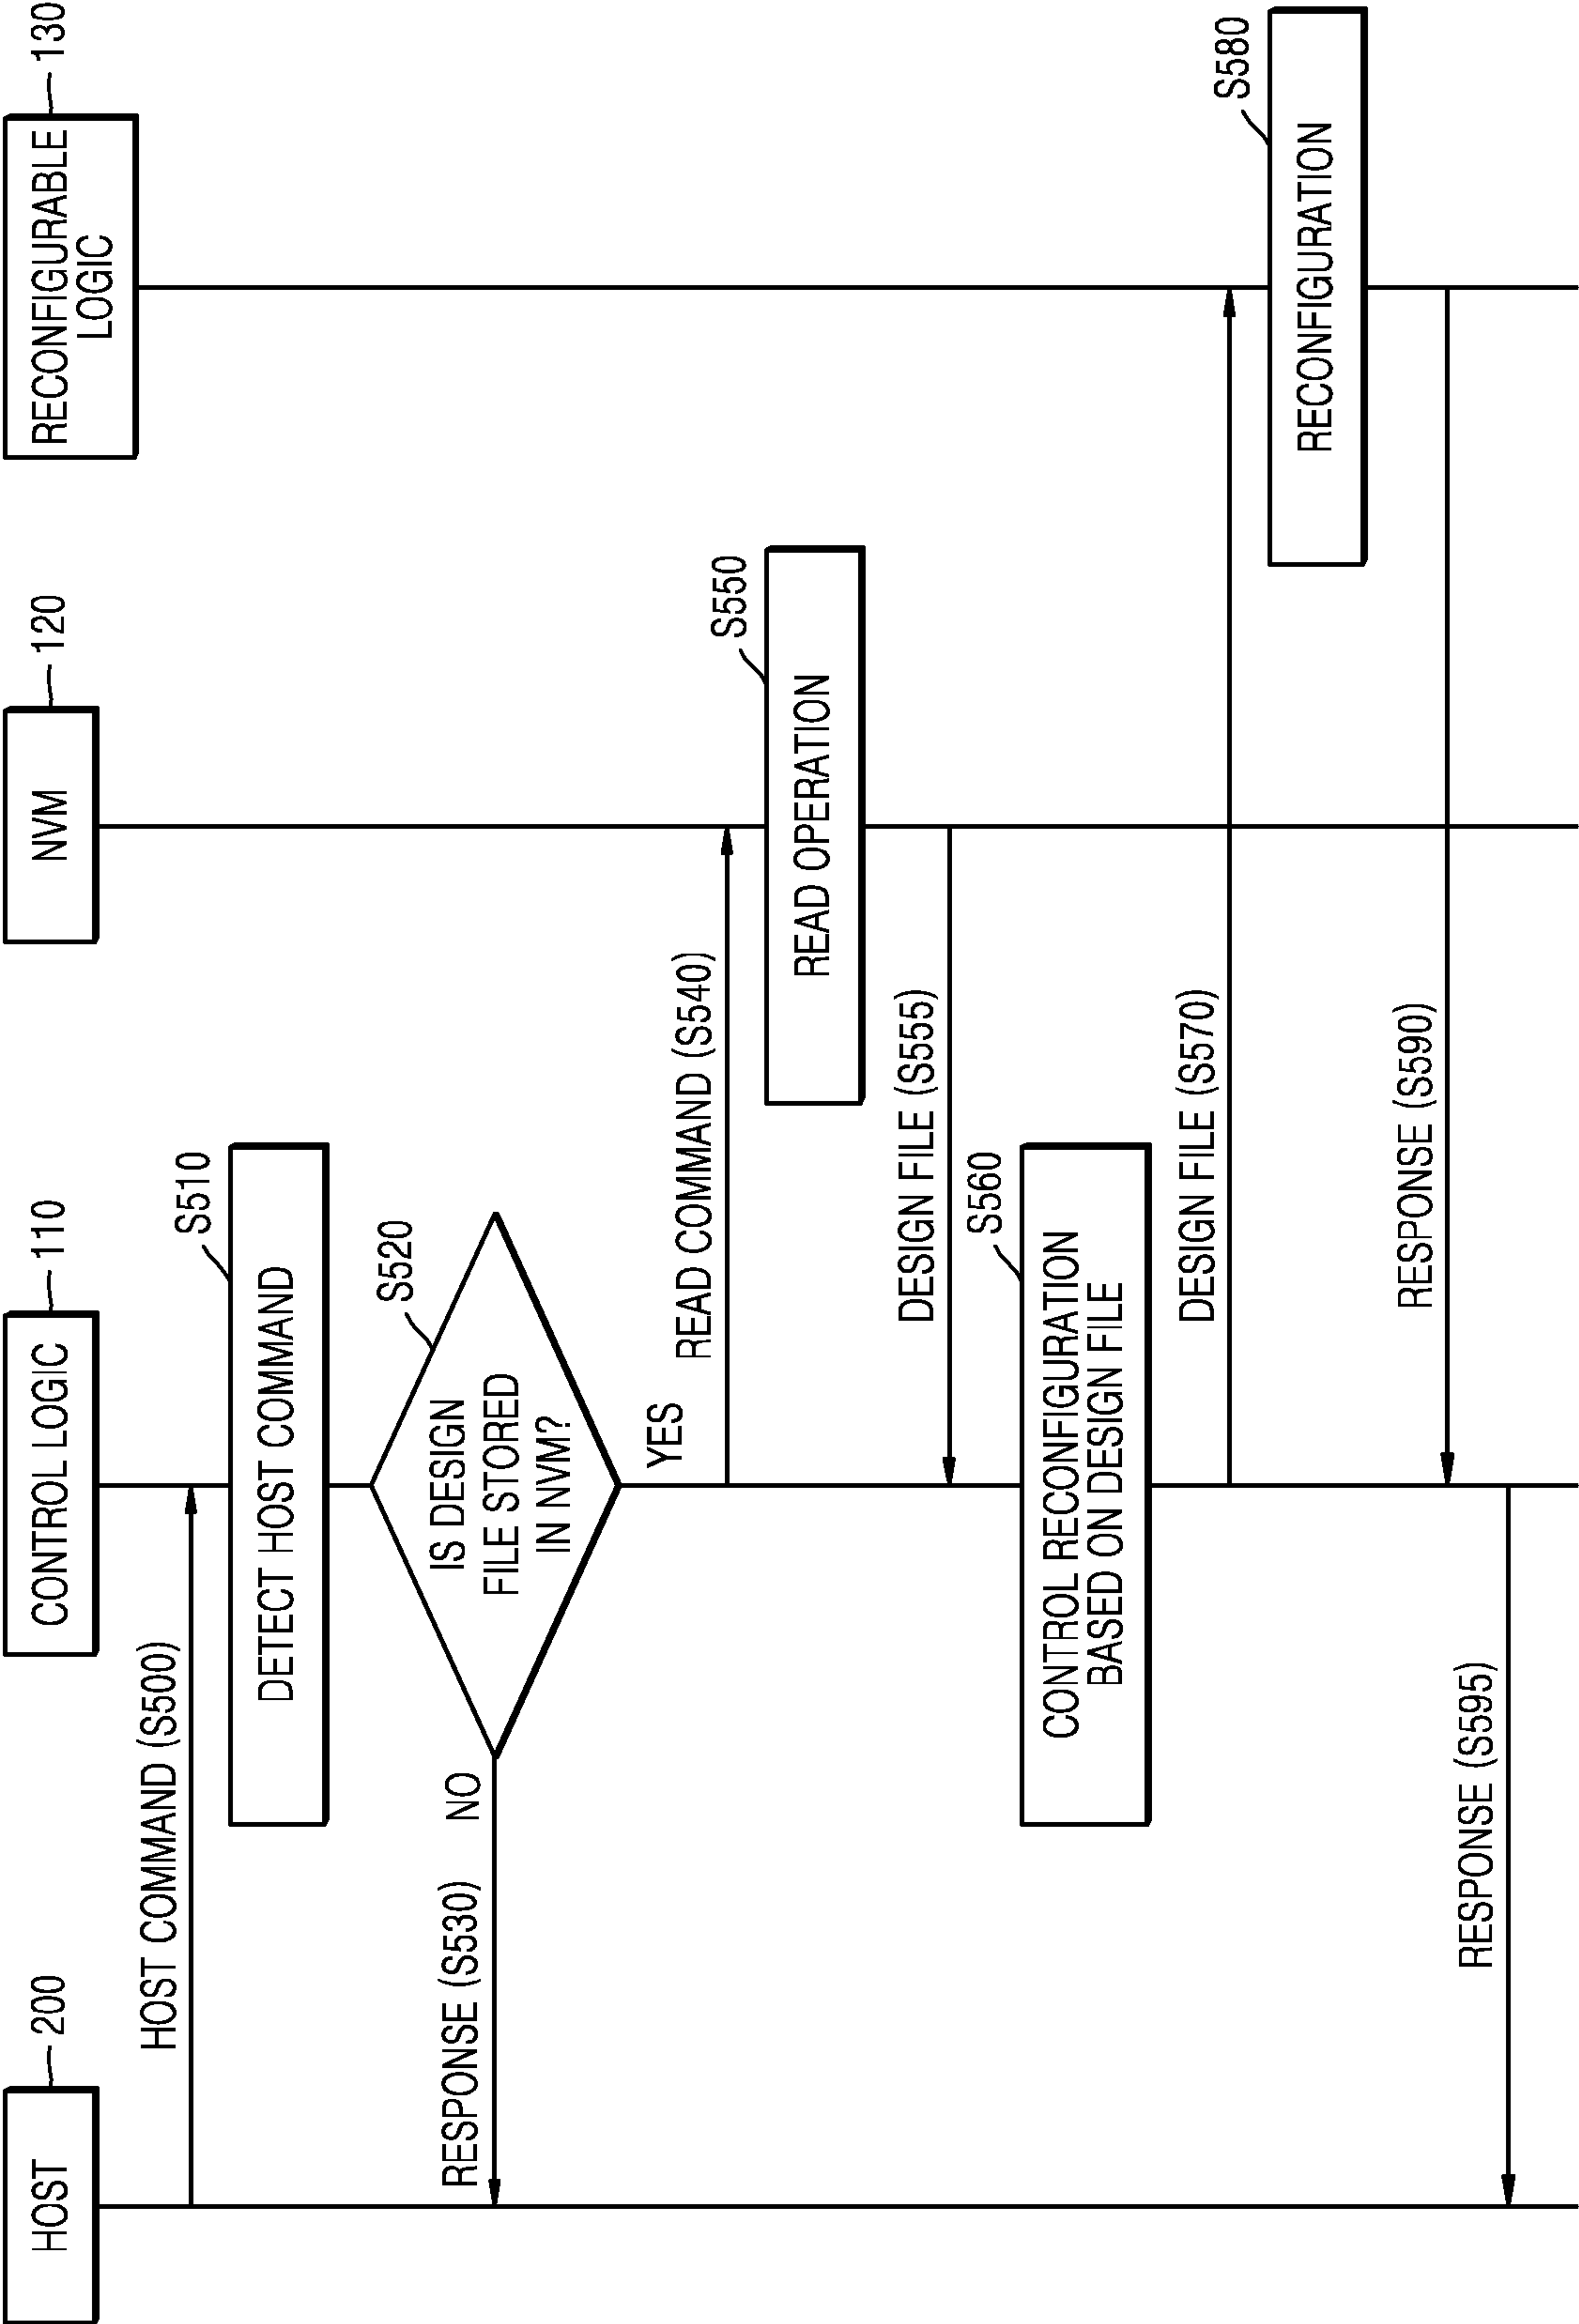 HOST
200
CONTROL LOGIC
110
NVM
120
RECONFIGURABLE
LOGIC
130
HOST COMMAND (S500)
S510
DETECT HOST COMMAND
S520
IS DESIGN
FILE STORED
IN NVM?
NO
RESPONSE (S530)
YES
READ COMMAND (S540)
S550
READ OPERATION
DESIGN FILE (S555)
S560
CONTROL RECONFIGURATION
BASED ON DESIGN FILE
DESIGN FILE (S570)
S580
RECONFIGURATION
RESPONSE (S590)
RESPONSE (S595)